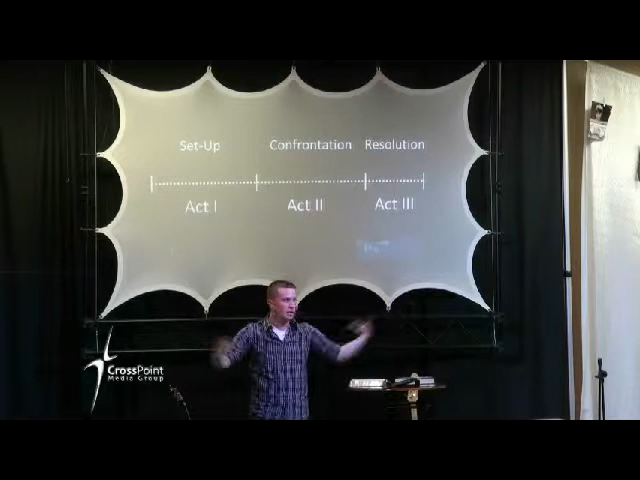 Set-Up Confrontation Resolution
Act I Act II Act III
CrossPoint
Media Group